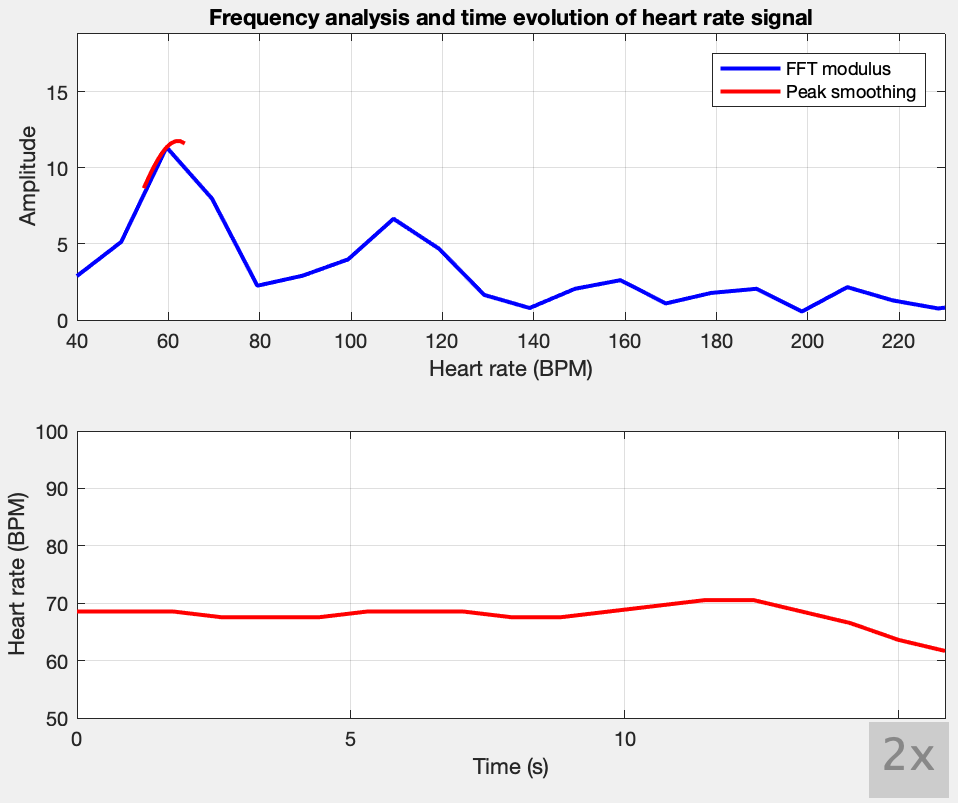 Frequency analysis and time evolution of heart rate signal
FFT modulus
Peak smoothing
Amplitude
15
10
5
0
40 60 80 100 120 140 160 180 200 220
Heart rate (BPM)
Heart rate (BPM)
100
90
80
70
60
50
0 5 10
Time (s)
2x